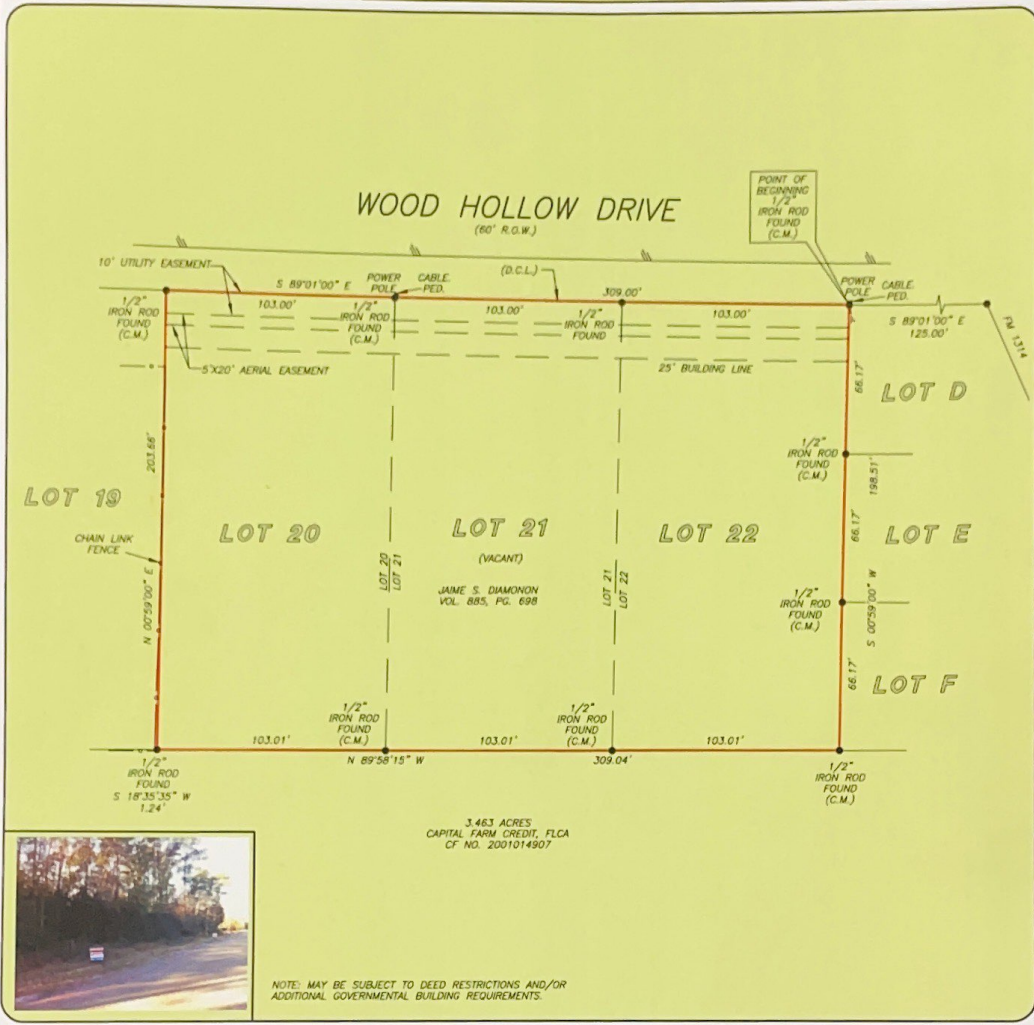 POINT OF
BEGINNING
1/2"
IRON ROD
FOUND
(C.M.)
WOOD HOLLOW DRIVE
(60' R.O.W.)
10' UTILITY EASEMENT
S 89°01'00" E
POWER
POLE
CABLE.
PED.
(D.C.L.)
309.00'
POWER
POLE
CABLE.
PED.
1/2"
IRON ROD
FOUND
(C.M.)
103.00'
1/2"
IRON ROD
FOUND
(C.M.)
103.00'
1/2"
IRON ROD
FOUND
103.00'
S 89°01'00" E
125.00'
FM 1314
5'X20' AERIAL EASEMENT
25' BUILDING LINE
66.17'
LOT D
203.66'
1/2"
IRON ROD
FOUND
(C.M.)
198.51'
LOT 19
CHAIN LINK
FENCE
LOT 20
LOT 21
(VACANT)
JAIME S. DIAMONON
VOL. 885, PG. 698
LOT 22
66.17'
LOT E
N 00°59'00" E
LOT 20
LOT 21
LOT 21
LOT 22
1/2"
IRON ROD
FOUND
(C.M.)
S 00°59'00" W
66.17'
LOT F
1/2"
IRON ROD
FOUND
(C.M.)
1/2"
IRON ROD
FOUND
(C.M.)
103.01'
103.01'
103.01'
N 89°58'15" W
309.04'
1/2"
IRON ROD
FOUND
S 18°35'35" W
1.24'
1/2"
IRON ROD
FOUND
(C.M.)
3.463 ACRES
CAPITAL FARM CREDIT, FLCA
CF NO. 2001014907
NOTE: MAY BE SUBJECT TO DEED RESTRICTIONS AND/OR
ADDITIONAL GOVERNMENTAL BUILDING REQUIREMENTS.